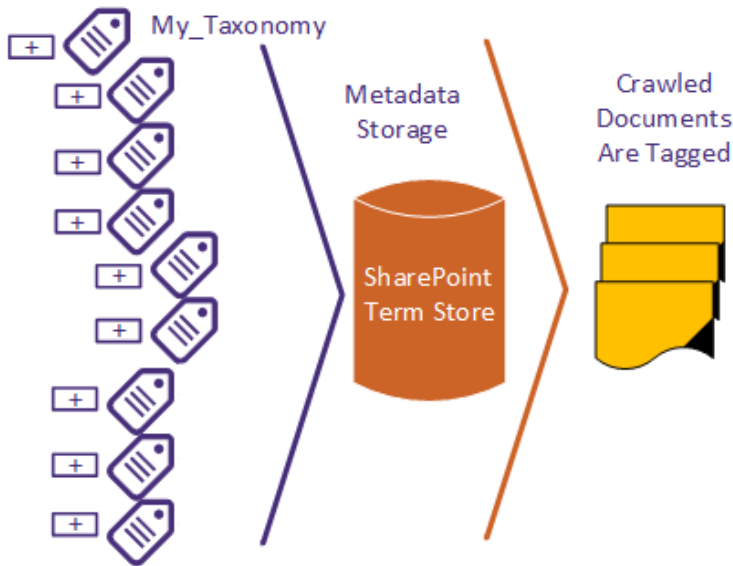 My_Taxonomy
+
+
+
+
+
+
+
+
+
Metadata
Storage
SharePoint
Term Store
Crawled
Documents
Are Tagged